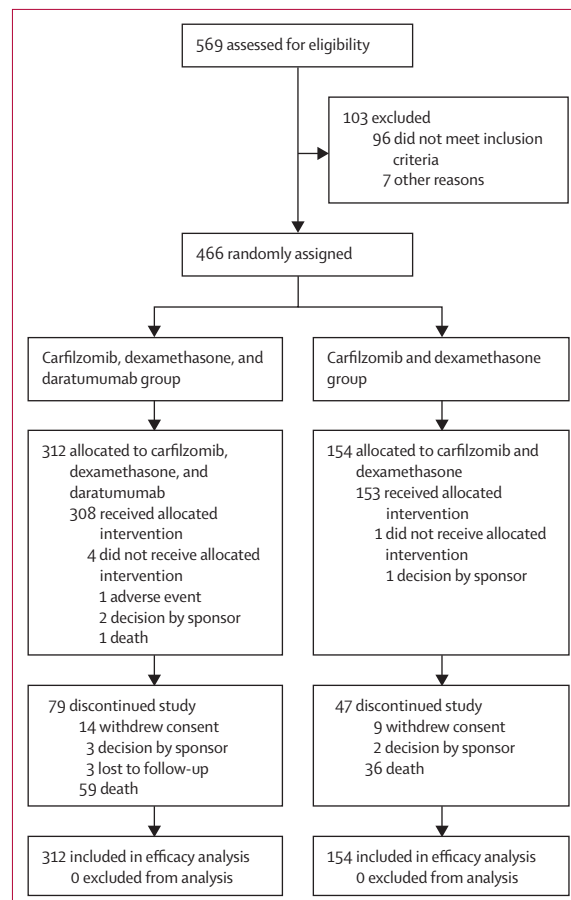 569 assessed for eligibility
103 excluded
96 did not meet inclusion
criteria
7 other reasons
466 randomly assigned
Carfilzomib, dexamethasone, and
daratumumab group
Carfilzomib and dexamethasone
group
312 allocated to carfilzomib,
dexamethasone, and
daratumumab
308 received allocated
intervention
4 did not receive allocated
intervention
1 adverse event
2 decision by sponsor
1 death
154 allocated to carfilzomib and
dexamethasone
153 received allocated
intervention
1 did not receive allocated
intervention
1 decision by sponsor
79 discontinued study
14 withdrew consent
3 decision by sponsor
3 lost to follow-up
59 death
47 discontinued study
9 withdrew consent
2 decision by sponsor
36 death
312 included in efficacy analysis
0 excluded from analysis
154 included in efficacy analysis
0 excluded from analysis